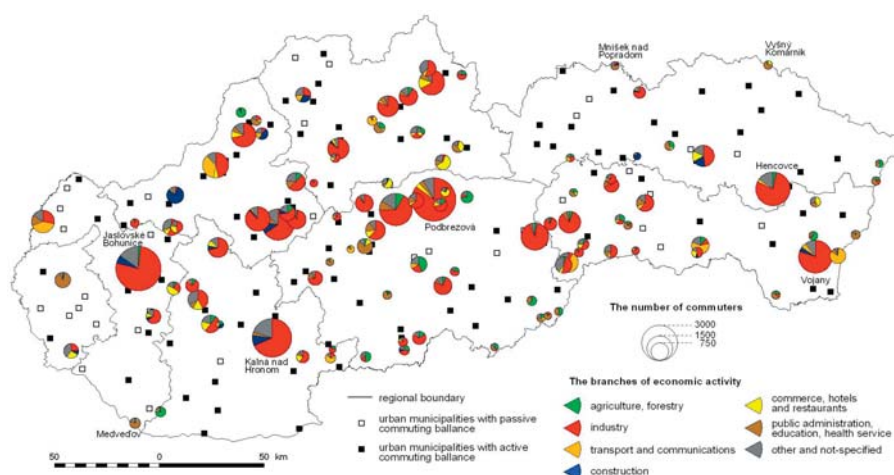 Mníšek nad
Popradom
Vyšný
Komárnik
Hencovce
Jaslovské
Bohunice
Podbrezová
Vojany
Kalná nad
Hronom
Medveďov
50 0 50 km
regional boundary
urban municipalities with passive
commuting ballance
urban municipalities with active
commuting ballance
The number of commuters
3000
1500
750
The branches of economic activity
agriculture, forestry
industry
transport and communications
construction
commerce, hotels
and restaurants
public administration,
education, health service
other and not-specified